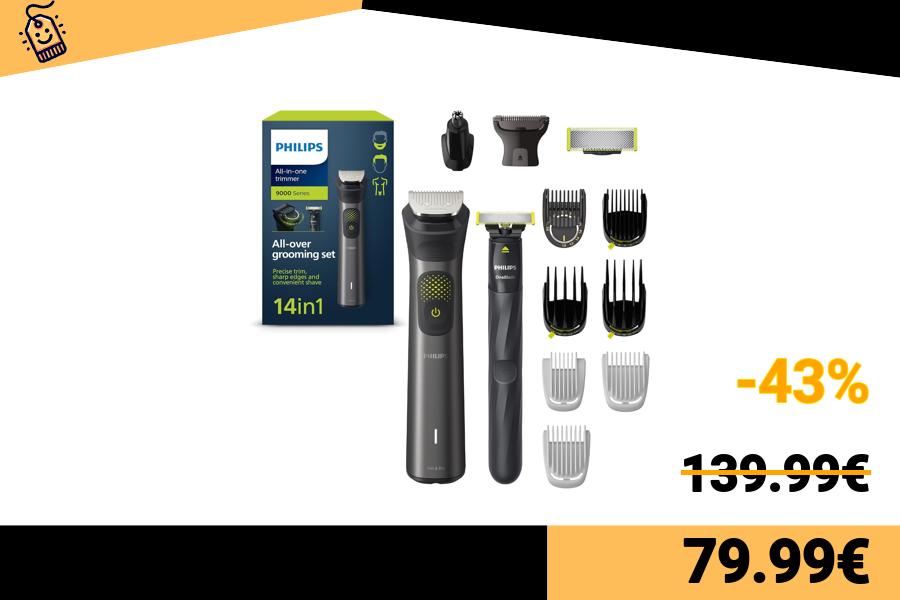 PHILIPS
All-in-one
trimmer
9000 Series
All-over
grooming set
Precise trim,
sharp edges and
convenient shave
14in1
PHILIPS
OneBlade
PHILIPS
-43%
139.99€
79.99€